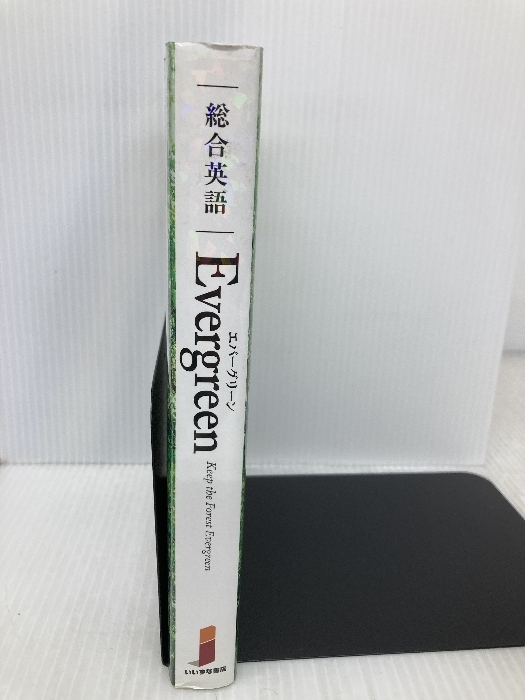 総合英語
Evergreen
エバーグリーン
Keep the Forest Evergreen
いいずな書店